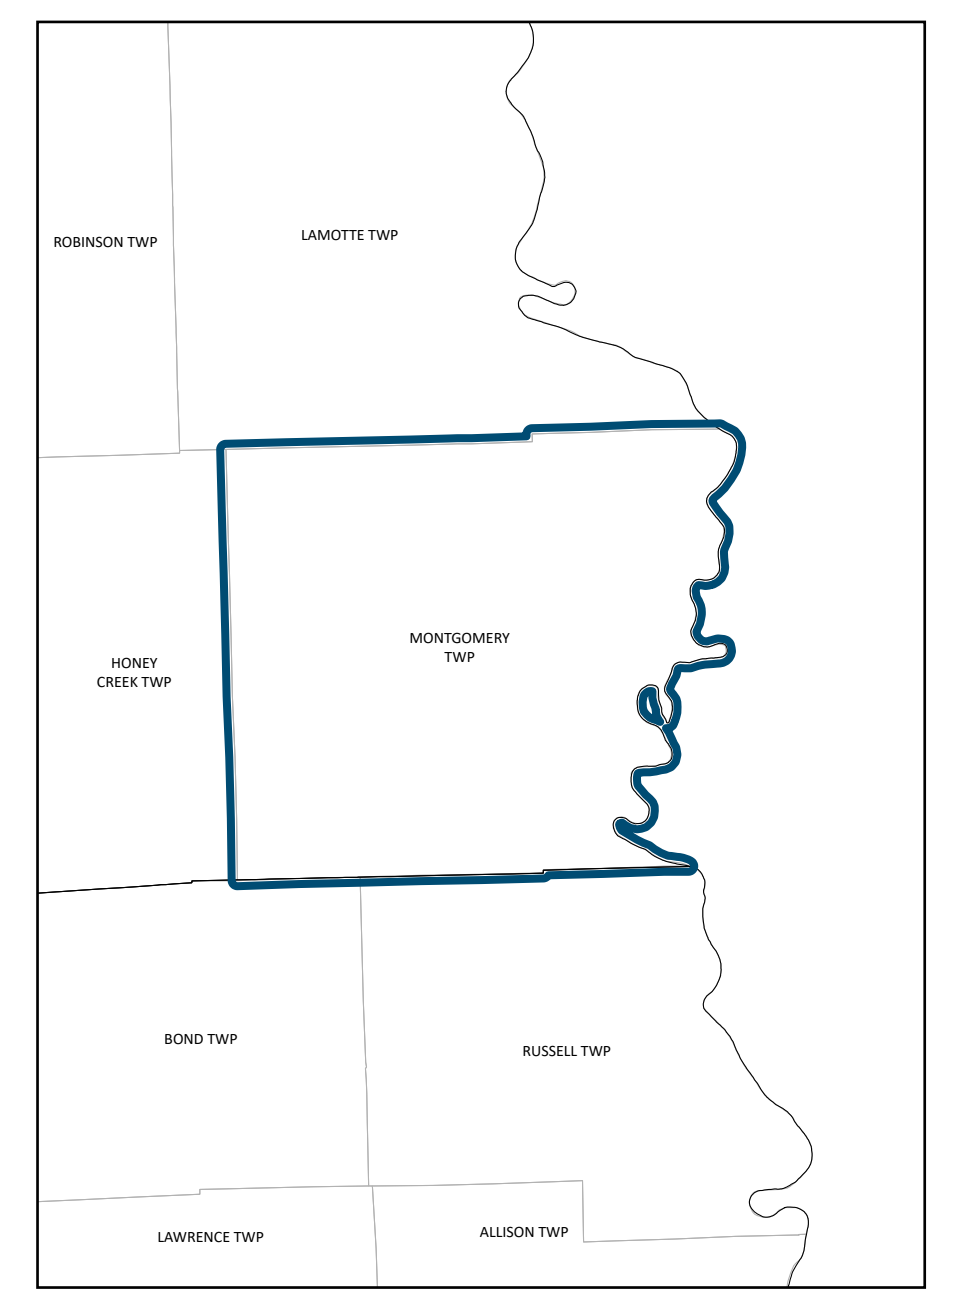 LAMOTTE TWP
ROBINSON TWP
MONTGOMERY
TWP
HONEY
CREEK TWP
BOND TWP
RUSSELL TWP
ALLISON TWP
LAWRENCE TWP